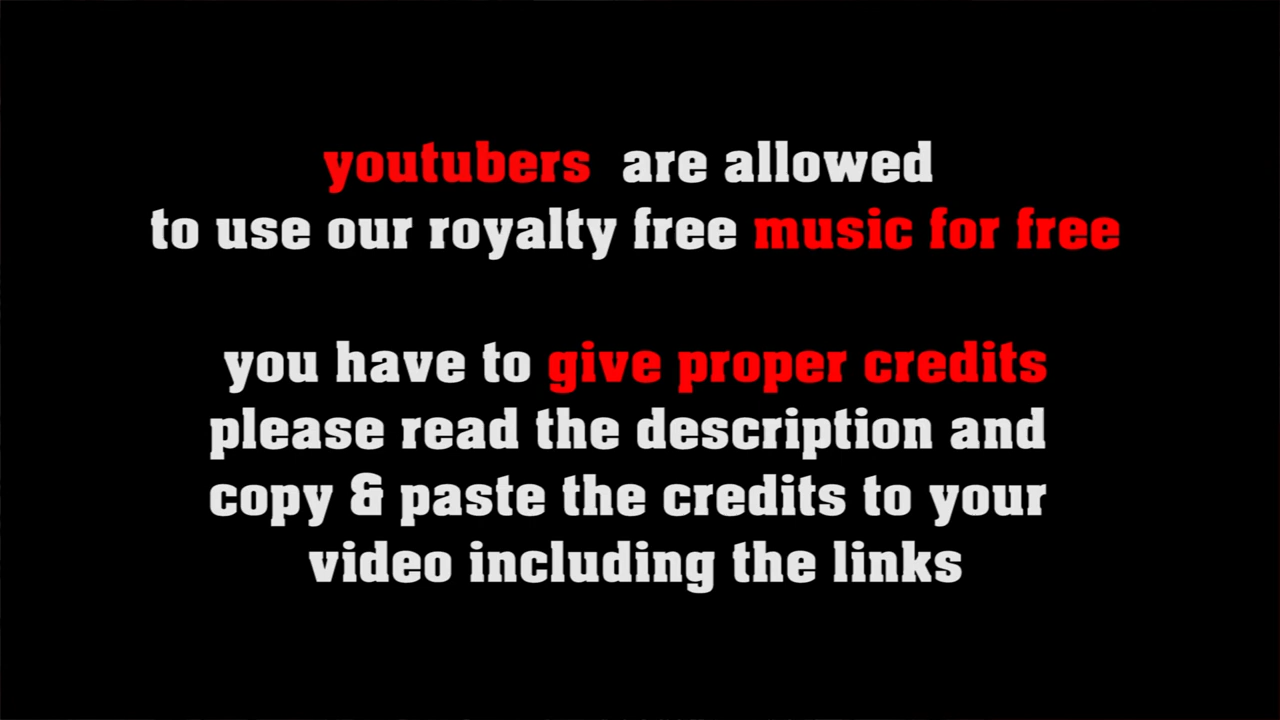 youtubers are allowed
to use our royalty free music for free
you have to give proper credits
please read the description and
copy & paste the credits to your
video including the links